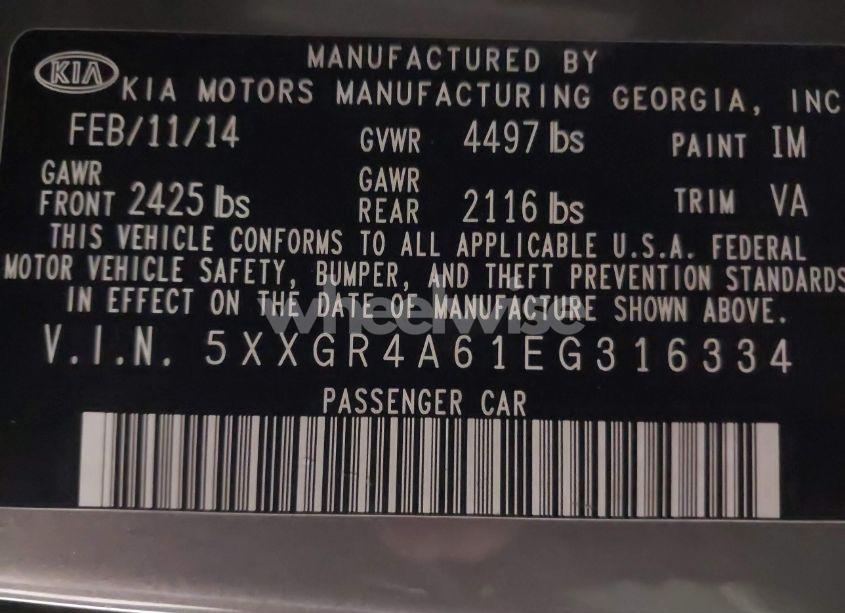 KIA
MANUFACTURED BY
KIA MOTORS MANUFACTURING GEORGIA, INC
FEB/11/14 GVWR 4497 lbs PAINT IM
GAWR FRONT 2425 lbs GAWR REAR 2116 lbs TRIM VA
THIS VEHICLE CONFORMS TO ALL APPLICABLE U.S.A. FEDERAL
MOTOR VEHICLE SAFETY, BUMPER, AND THEFT PREVENTION STANDARDS
IN EFFECT ON THE DATE OF MANUFACTURE SHOWN ABOVE.
wheelwise
V.I.N. 5XXGR4A61EG316334
PASSENGER CAR